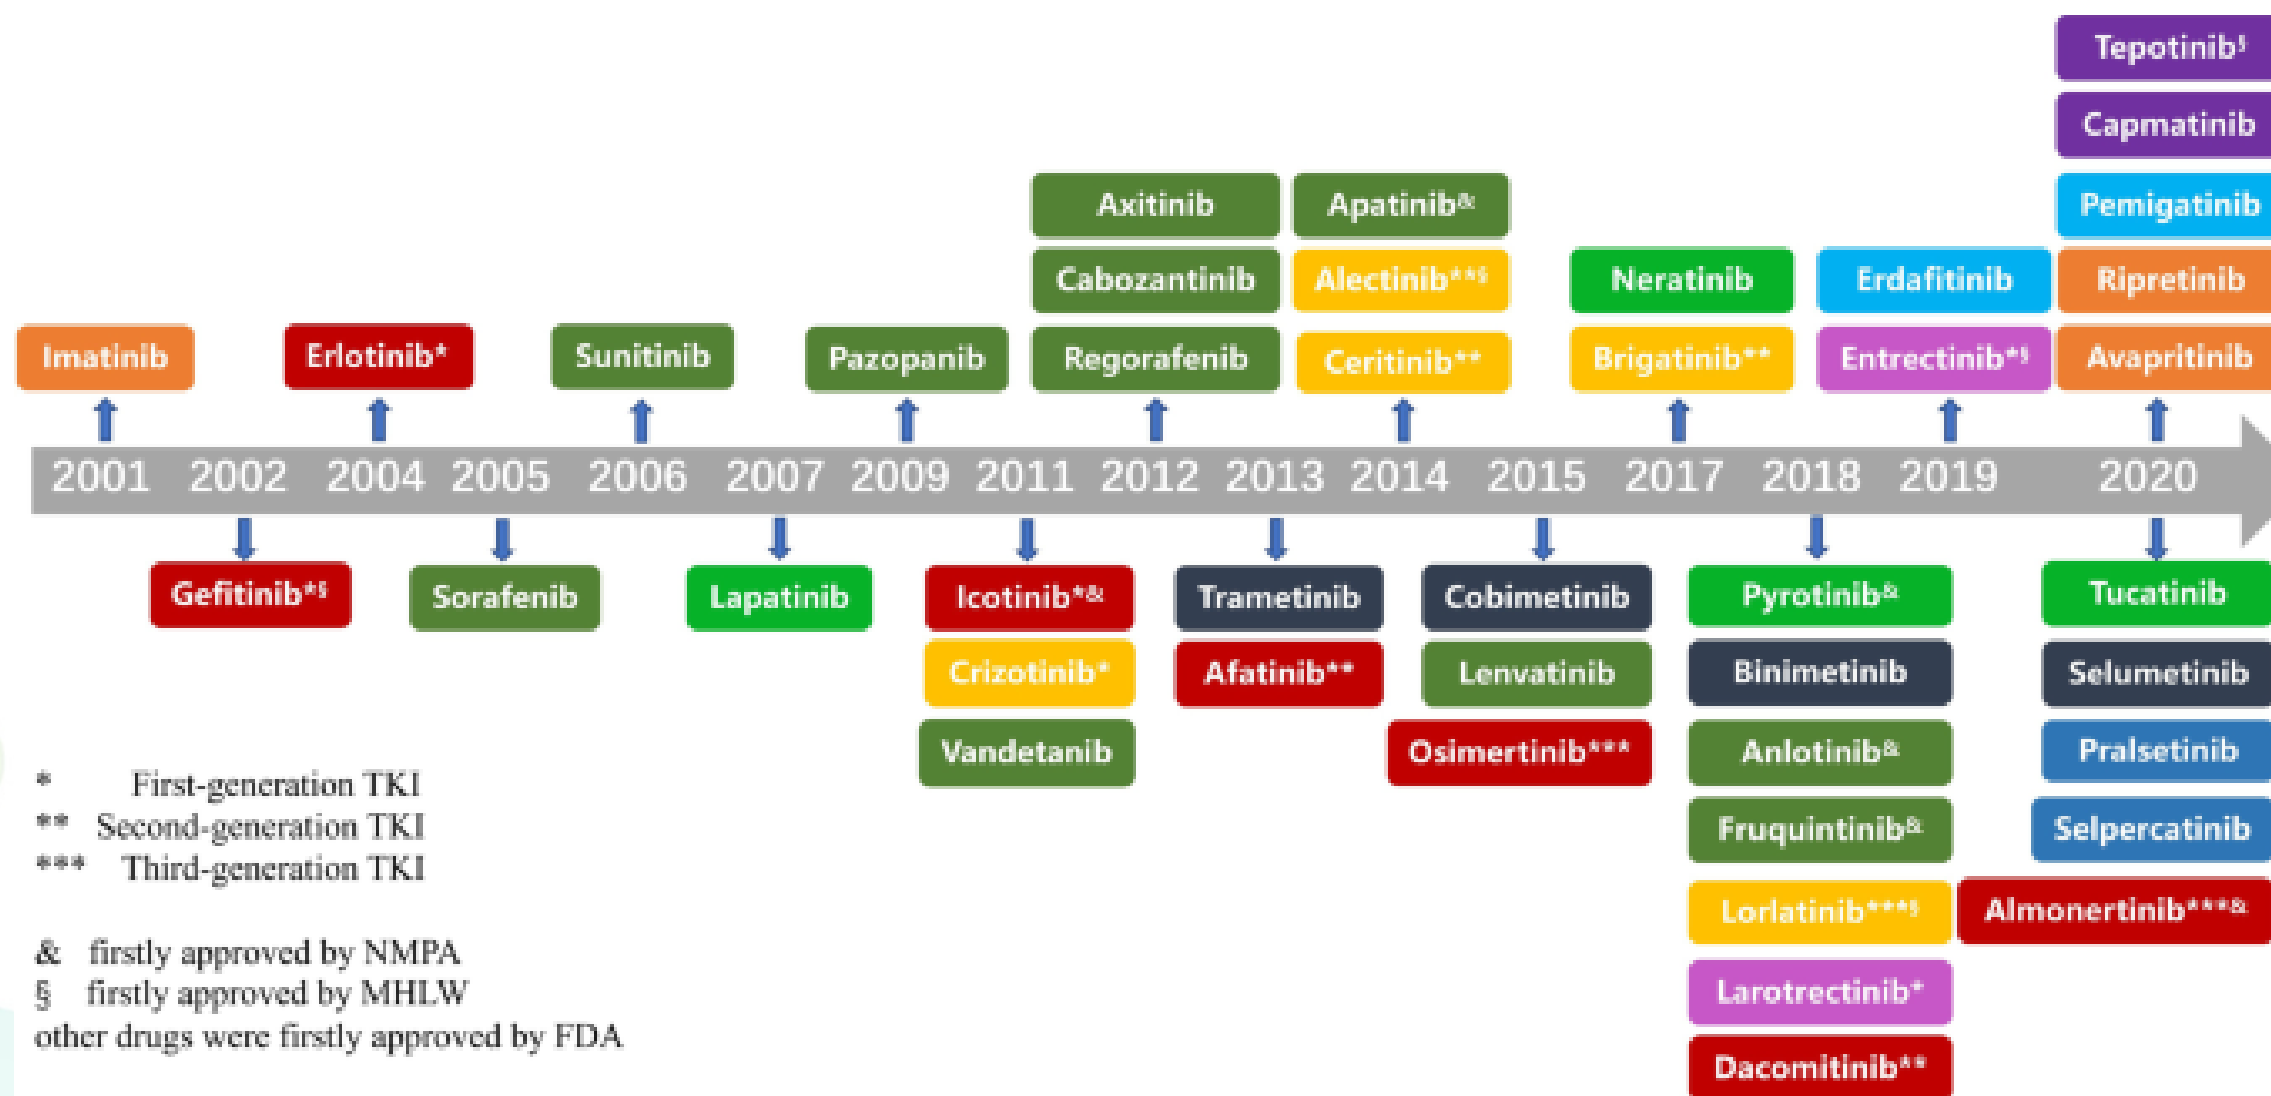 Tepotinib§
Capmatinib
Axitinib
Apatinib&
Pemigatinib
Cabozantinib
Alectinib**§
Neratinib
Erdafitinib
Ripretinib
Imatinib
Erlotinib*
Sunitinib
Pazopanib
Regorafenib
Ceritinib**
Brigatinib**
Entrectinib*§
Avapritinib
2001 2002 2004 2005 2006 2007 2009 2011 2012 2013 2014 2015 2017 2018 2019 2020
Gefitinib*§
Sorafenib
Lapatinib
Icotinib*&
Trametinib
Cobimetinib
Pyrotinib&
Tucatinib
Crizotinib*
Afatinib**
Lenvatinib
Binimetinib
Selumetinib
Vandetanib
Osimertinib***
Anlotinib&
Pralsetinib
Fruquintinib&
Selpercatinib
Lorlatinib***§
Almonertinib***&
Larotrectinib*
Dacomitinib**
* First-generation TKI
** Second-generation TKI
*** Third-generation TKI
& firstly approved by NMPA
§ firstly approved by MHLW
other drugs were firstly approved by FDA